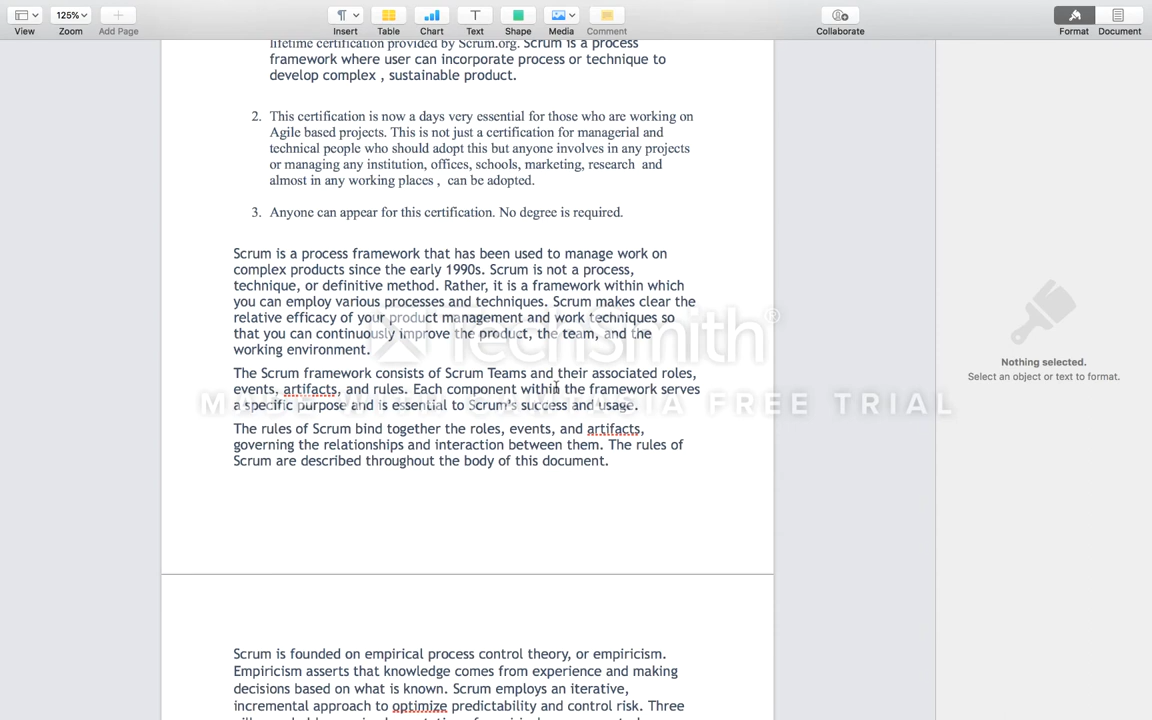 View
125%
Zoom
Add Page
Insert
Table
Chart
Text
Shape
Media
Comment
Collaborate
Format
Document
lifetime certification provided by Scrum.org. Scrum is a process
framework where user can incorporate process or technique to
develop complex , sustainable product.
2. This certification is now a days very essential for those who are working on
Agile based projects. This is not just a certification for managerial and
technical people who should adopt this but anyone involves in any projects
or managing any institution, offices, schools, marketing, research  and
almost in any working places ,  can be adopted.
3. Anyone can appear for this certification. No degree is required.
Scrum is a process framework that has been used to manage work on
complex products since the early 1990s. Scrum is not a process,
technique, or definitive method. Rather, it is a framework within which
you can employ various processes and techniques. Scrum makes clear the
relative efficacy of your product management and work techniques so
that you can continuously improve the product, the team, and the
working environment.
The Scrum framework consists of Scrum Teams and their associated roles,
events, artifacts, and rules. Each component within the framework serves
a specific purpose and is essential to Scrum's success and usage.
The rules of Scrum bind together the roles, events, and artifacts,
governing the relationships and interaction between them. The rules of
Scrum are described throughout the body of this document.
Scrum is founded on empirical process control theory, or empiricism.
Empiricism asserts that knowledge comes from experience and making
decisions based on what is known. Scrum employs an iterative,
incremental approach to optimize predictability and control risk. Three
Nothing selected.
Select an object or text to format.
TechSmith®
MADE WITH CAMTASIA FREE TRIAL